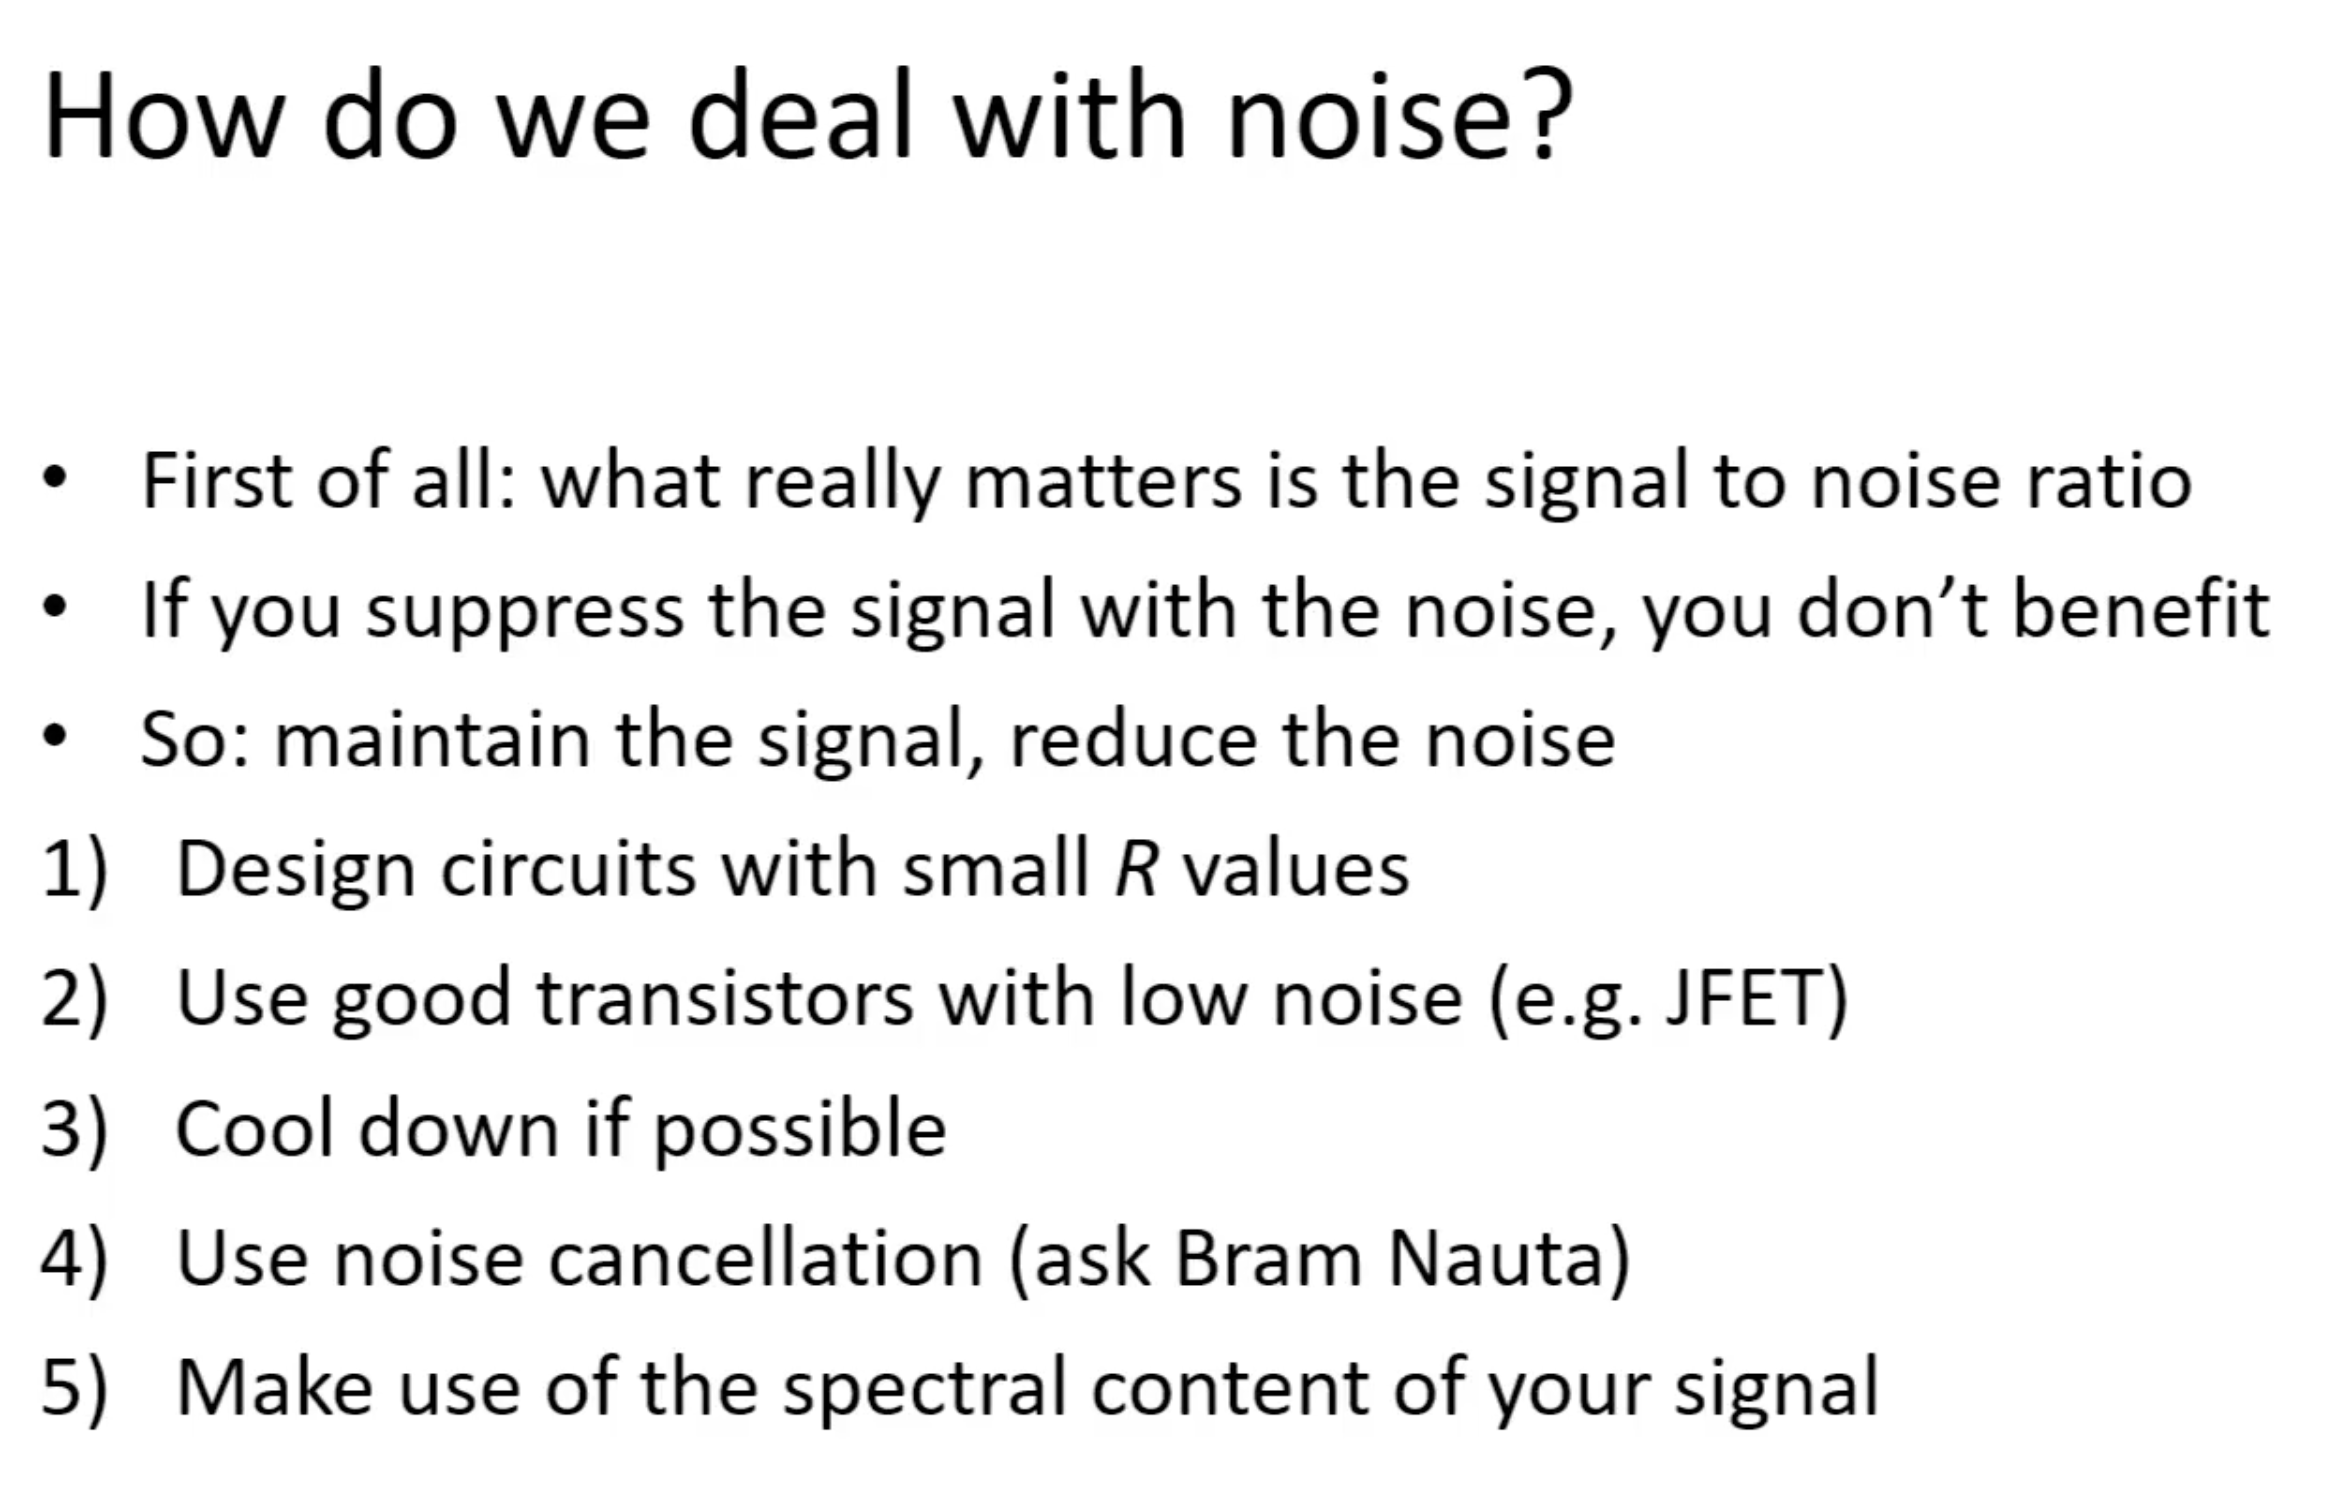 How do we deal with noise?
• First of all: what really matters is the signal to noise ratio
• If you suppress the signal with the noise, you don’t benefit
• So: maintain the signal, reduce the noise
1) Design circuits with small R values
2) Use good transistors with low noise (e.g. JFET)
3) Cool down if possible
4) Use noise cancellation (ask Bram Nauta)
5) Make use of the spectral content of your signal